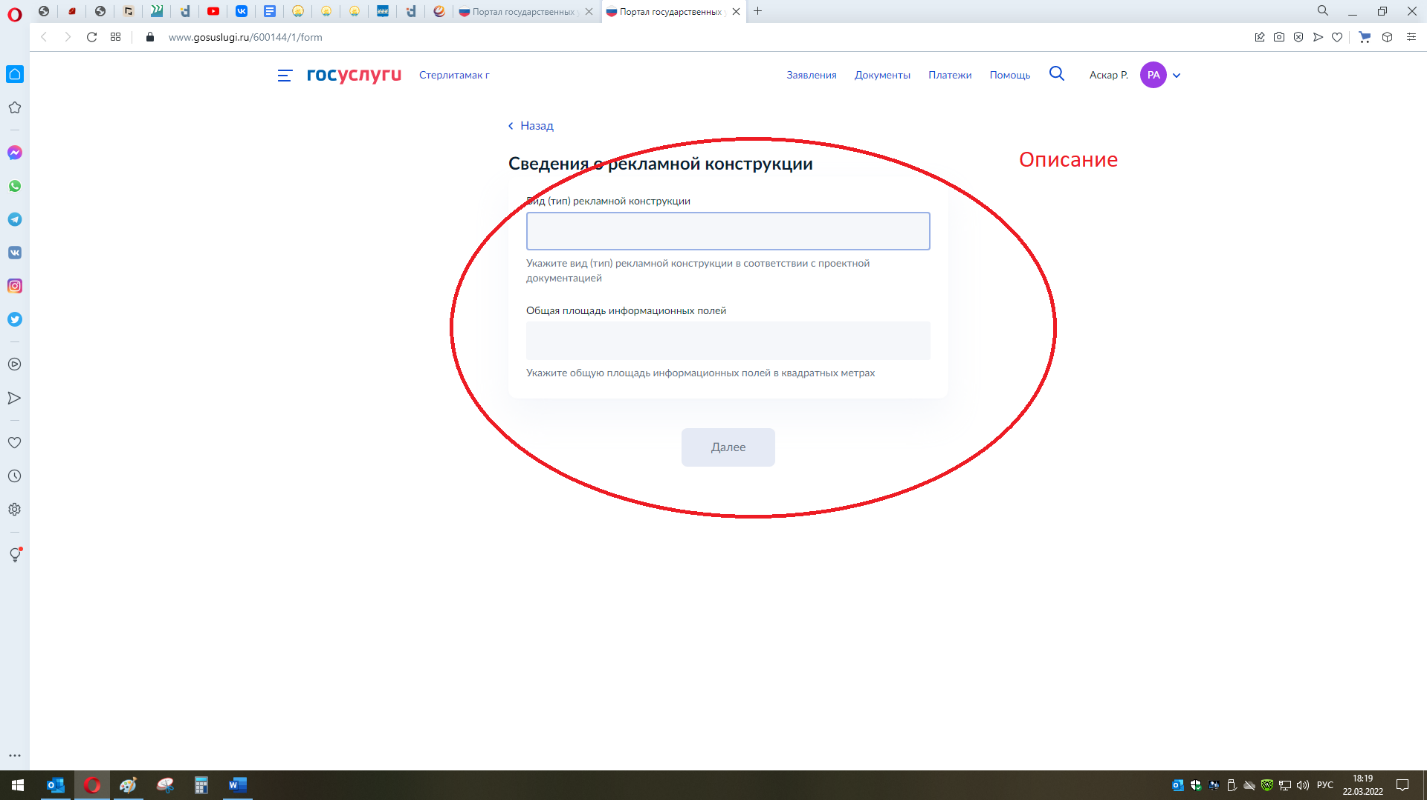 Портал государственных
Портал государственных
www.gosuslugi.ru/600144/1/form
госуслуги
Стерлитамак г
Заявления
Документы
Платежи
Помощь
Аскар Р.
РА
Назад
Сведения о рекламной конструкции
Описание
Вид (тип) рекламной конструкции
Укажите вид (тип) рекламной конструкции в соответствии с проектной
документацией
Общая площадь информационных полей
Укажите общую площадь информационных полей в квадратных метрах
Далее
РУС
18:19
22.03.2022